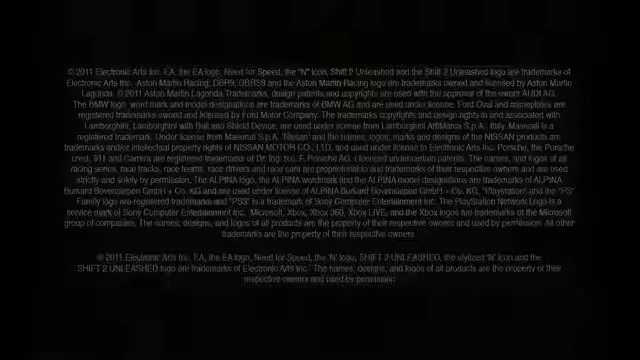 © 2011 Electronic Arts Inc. EA, the EA logo, Need for Speed, the "N" icon, Shift 2 Unleashed and the Shift 2 Unleashed logo are trademarks of
Electronic Arts Inc. Aston Martin Racing, DBR9, DBRS9 and the Aston Martin Racing logo are trademarks owned and licensed by Aston Martin
Lagonda. © 2011 Aston Martin Lagonda Trademarks, design patents and copyrights are used with the approval of the owner AUDI AG.
The BMW logo, word mark and model designations are trademarks of BMW AG and are used under license. Ford Oval and nameplates are
registered trademarks owned and licensed by Ford Motor Company. The trademarks copyrights and design rights in and associated with
Lamborghini, Lamborghini with Bull and Shield Device, are used under license from Lamborghini ArtiMarca S.p.A., Italy. Maserati is a
registered trademark. Under license from Maserati S.p.A. 'Nissan' and the names, logos, marks and designs of the NISSAN products are
trademarks and/or intellectual property rights of NISSAN MOTOR CO., LTD. and used under license to Electronic Arts Inc. Porsche, the Porsche
crest, 911 and Carrera are registered trademarks of Dr. Ing. h.c. F. Porsche AG. Licensed under certain patents. The names, and logos of all
racing series, race tracks, race teams, race drivers and race cars are proprietorial to and trademarks of their respective owners and are used
strictly and solely by permission. The ALPINA logo, the ALPINA wordmark and the ALPINA model designations are trademarks of ALPINA
Burkard Bovensiepen GmbH + Co. KG and are used under license of ALPINA Burkard Bovensiepen GmbH + Co. KG. "Playstation" and the "PS"
Family logo are registered trademarks and "PS3" is a trademark of Sony Computer Entertainment Inc. The PlayStation Network Logo is a
service mark of Sony Computer Entertainment Inc. Microsoft, Xbox, Xbox 360, Xbox LIVE, and the Xbox logos are trademarks of the Microsoft
group of companies. The names, designs, and logos of all products are the property of their respective owners and used by permission. All other
trademarks are the property of their respective owners.
© 2011 Electronic Arts Inc. EA, the EA logo, Need for Speed, the 'N' logo, SHIFT 2 UNLEASHED, the stylized 'N' Icon and the
SHIFT 2 UNLEASHED logo are trademarks of Electronic Arts Inc. The names, designs, and logos of all products are the property of their
respective owners and used by permission.